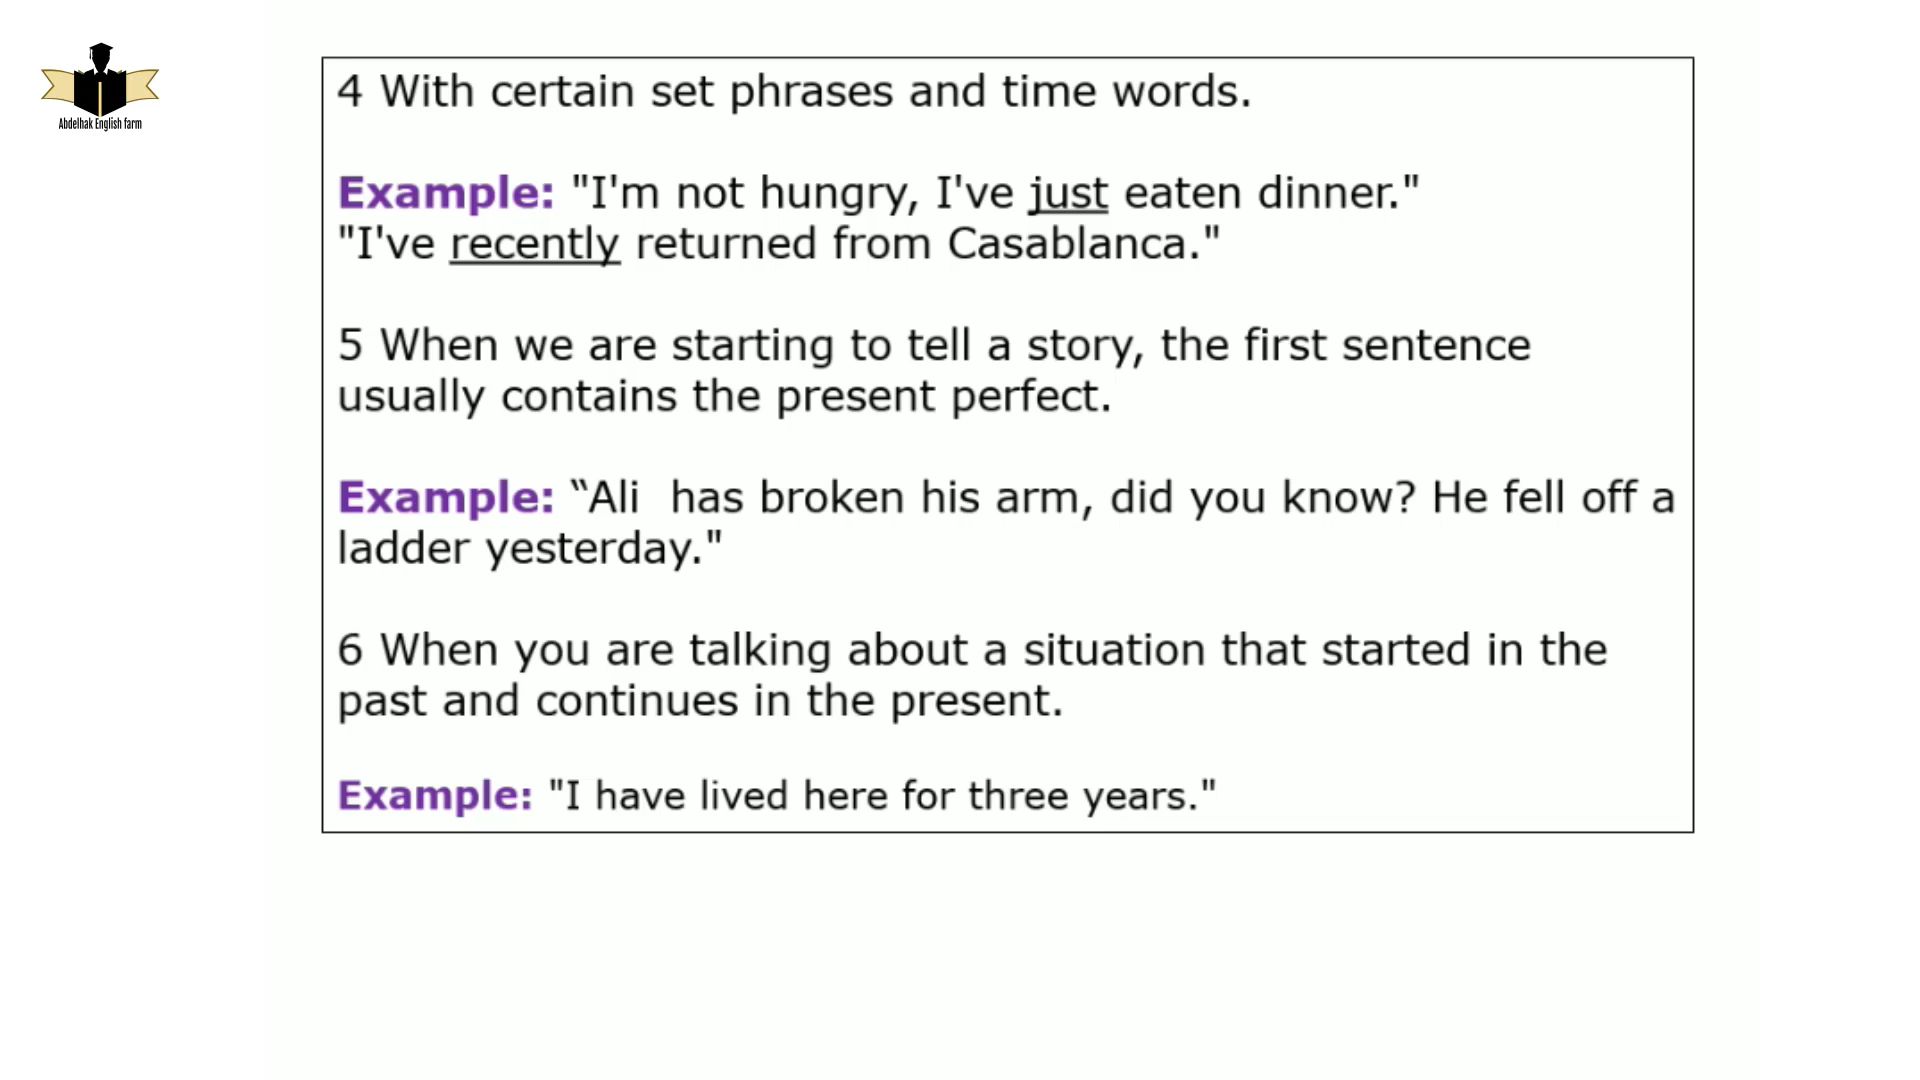 Abdelhak English farm
4 With certain set phrases and time words.
Example: "I'm not hungry, I've just eaten dinner."
"I've recently returned from Casablanca."
5 When we are starting to tell a story, the first sentence
usually contains the present perfect.
Example: “Ali  has broken his arm, did you know? He fell off a
ladder yesterday."
6 When you are talking about a situation that started in the
past and continues in the present.
Example: "I have lived here for three years."